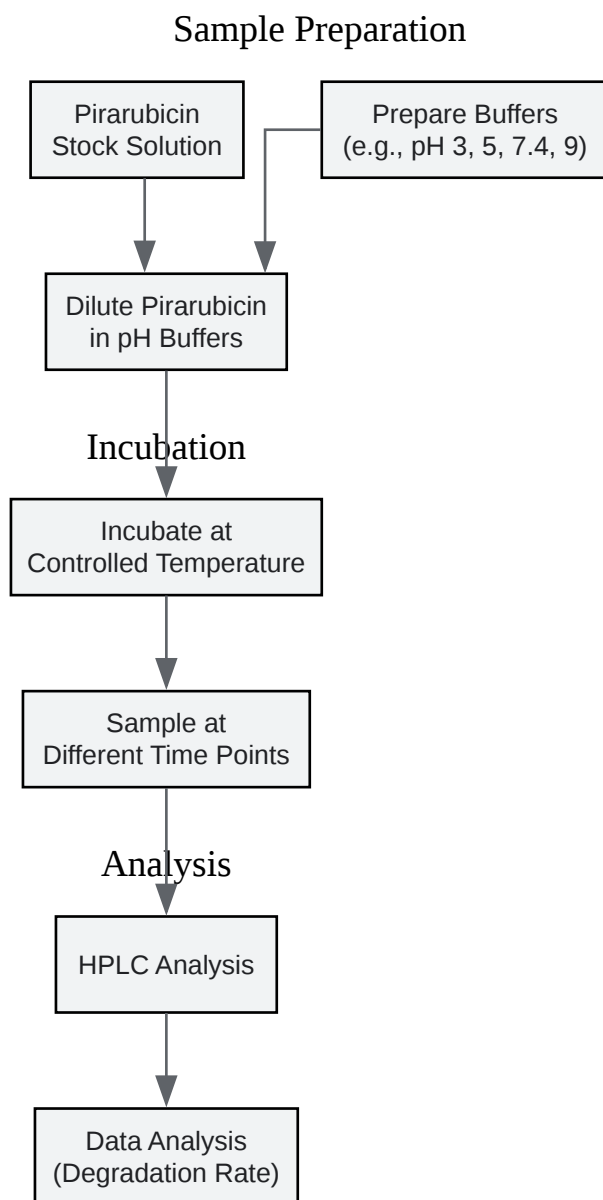 Sample Preparation
Pirarubicin
Stock Solution
Prepare Buffers
(e.g., pH 3, 5, 7.4, 9)
Dilute Pirarubicin
in pH Buffers
Incubation
Incubate at
Controlled Temperature
Sample at
Different Time Points
Analysis
HPLC Analysis
Data Analysis
(Degradation Rate)